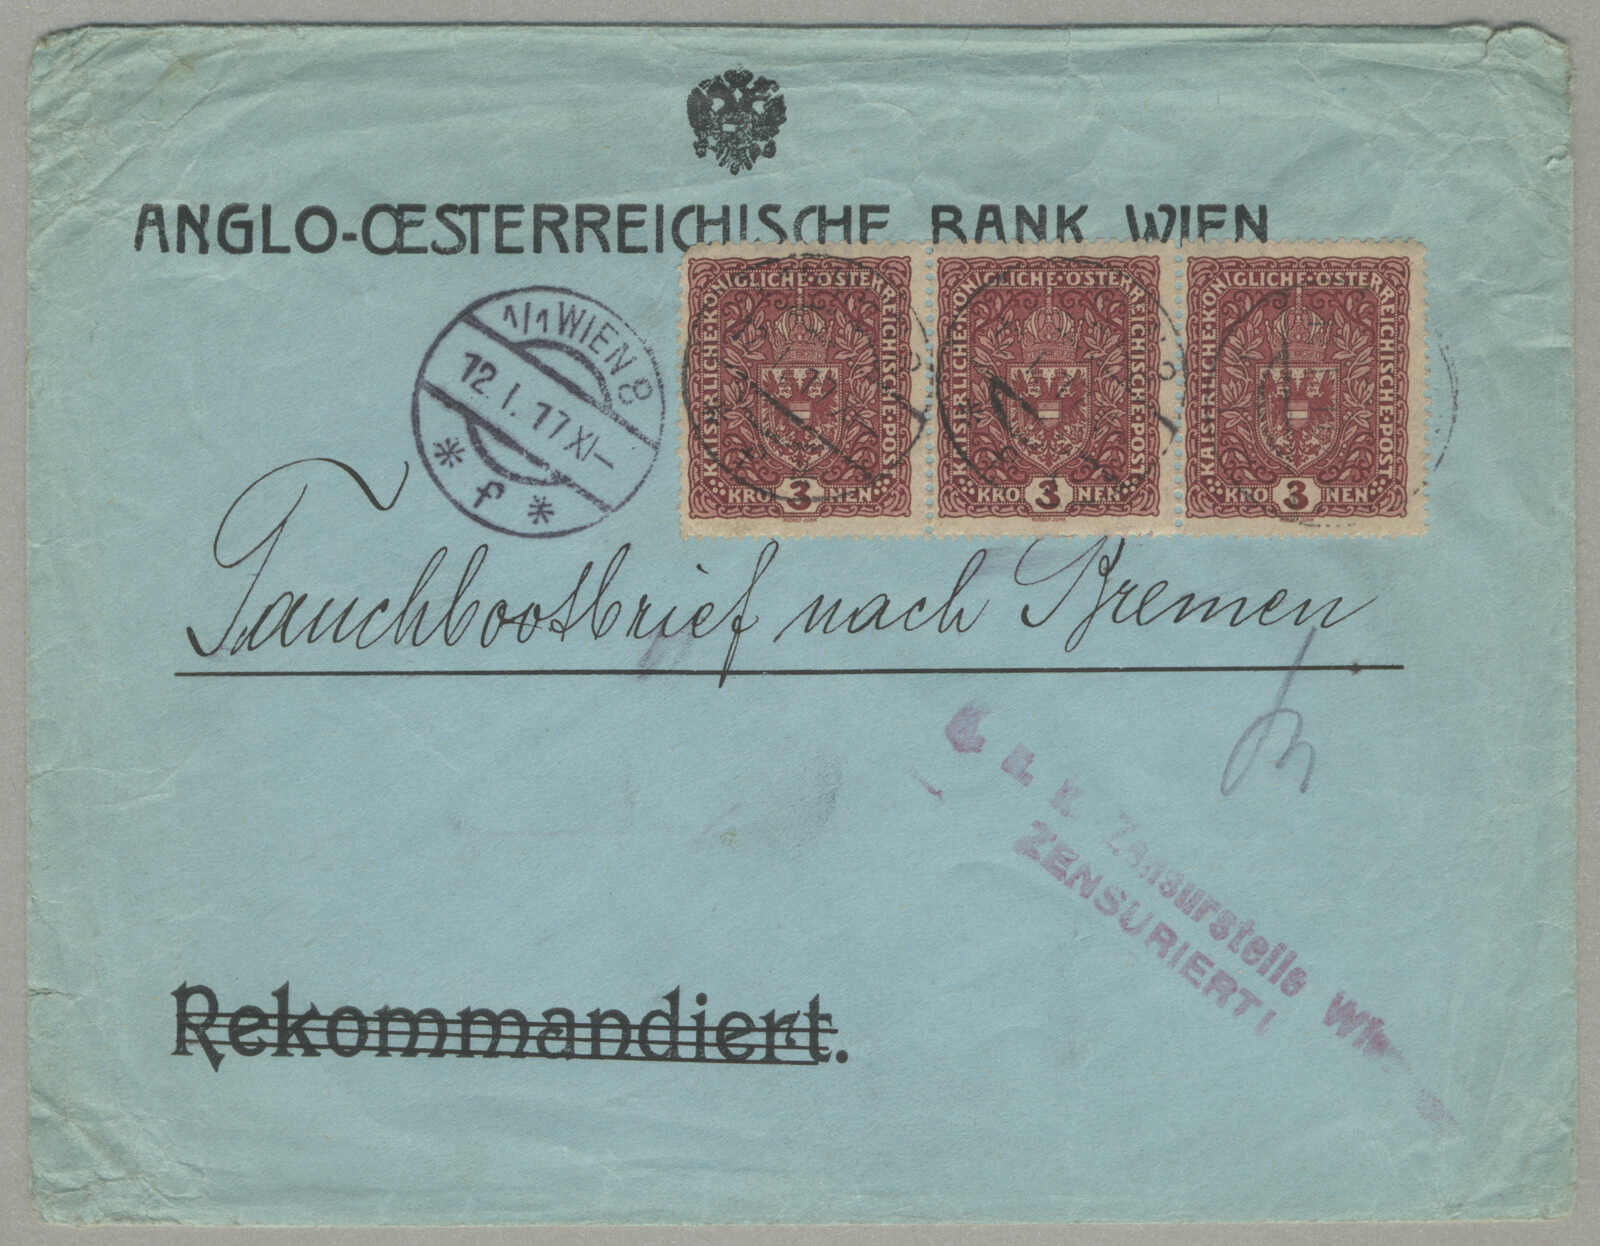 ANGLO-ŒSTERREICHISCHE BANK WIEN
1/1 WIEN 8
12. I. 17 XI-
* f *
KAISERLICHE·KÖNIGLICHE·ÖSTERREICHISCHE·POST
KRO 3 NEN
KAISERLICHE·KÖNIGLICHE·ÖSTERREICHISCHE·POST
KRO 3 NEN
KAISERLICHE·KÖNIGLICHE·ÖSTERREICHISCHE·POST
KRO 3 NEN
Tauchbootbrief nach Bremen
Zensurstelle
ZENSURIERT!
Rekommandiert.